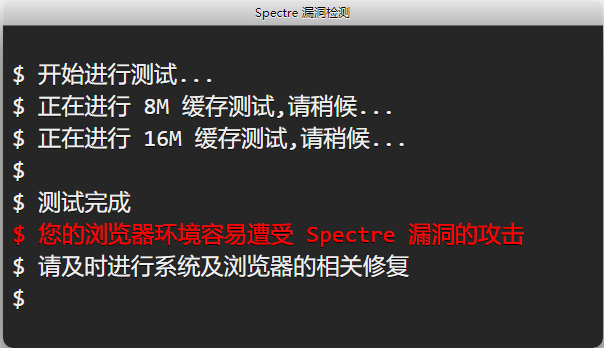 Spectre 漏洞检测
$ 开始进行测试...
$ 正在进行 8M 缓存测试,请稍候...
$ 正在进行 16M 缓存测试,请稍候...
$
$ 测试完成
$ 您的浏览器环境容易遭受 Spectre 漏洞的攻击
$ 请及时进行系统及浏览器的相关修复
$